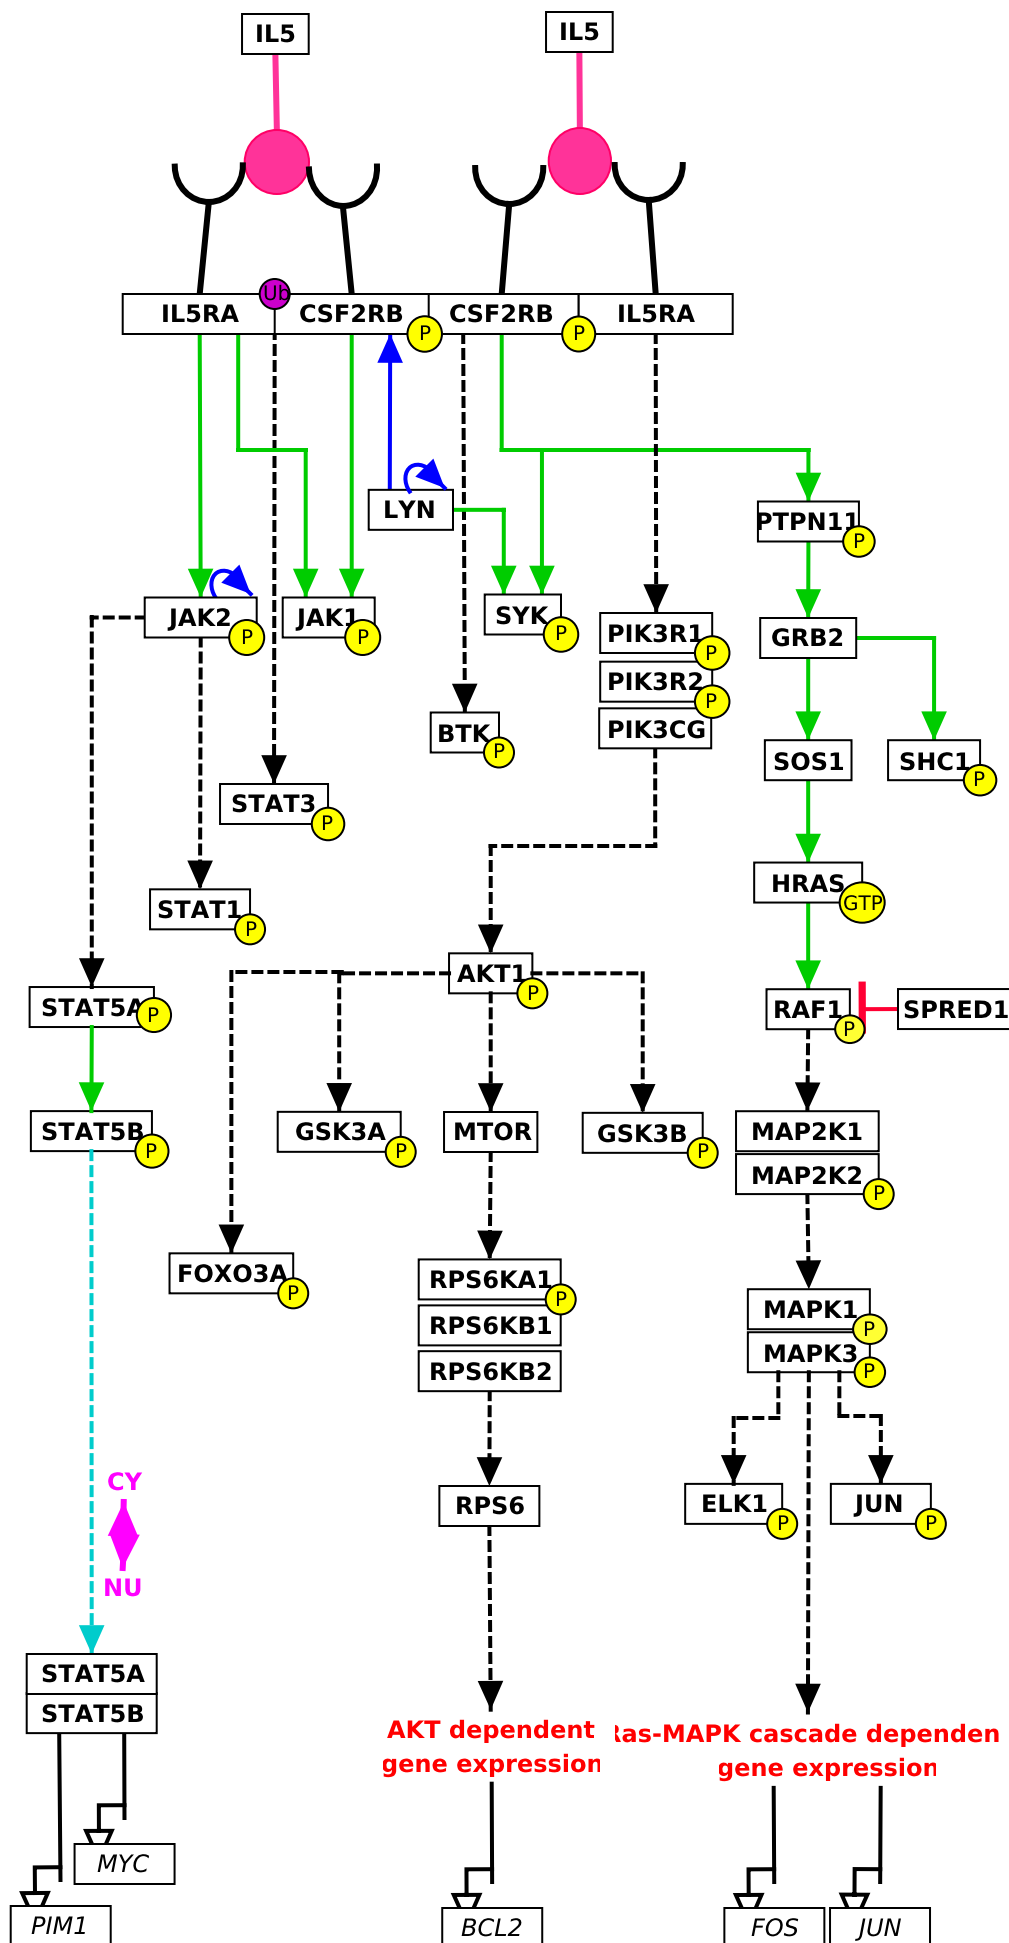 IL5
IL5
Ub
IL5RA
CSF2RB
CSF2RB
IL5RA
P
P
LYN
PTPN11
P
JAK2
P
JAK1
P
SYK
P
PIK3R1
P
GRB2
PIK3R2
P
BTK
P
PIK3CG
SOS1
SHC1
P
STAT3
P
HRAS
GTP
STAT1
P
AKT1
P
STAT5A
P
RAF1
P
SPRED1
STAT5B
P
GSK3A
P
MTOR
GSK3B
P
MAP2K1
MAP2K2
P
FOXO3A
P
RPS6KA1
P
RPS6KB1
RPS6KB2
MAPK1
P
MAPK3
P
CY
NU
RPS6
ELK1
P
JUN
P
STAT5A
STAT5B
AKT dependent
gene expression
Ras-MAPK cascade dependen
gene expression
MYC
PIM1
BCL2
FOS
JUN